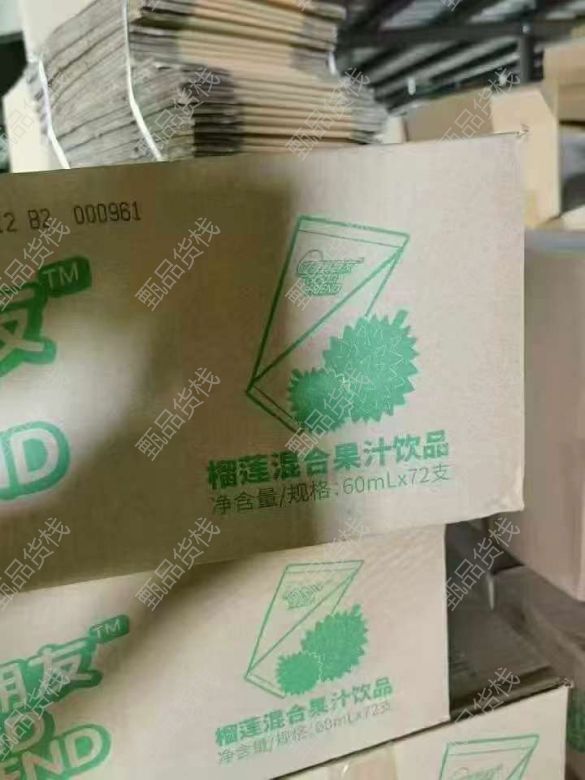 12 B2 000961
TM
友
ND
榴莲混合果汁饮品
净含量/规格:60mLx72支
朋友
TM
END
榴莲混合果汁饮品
净含量/规格:60mLx72支
甄品货栈